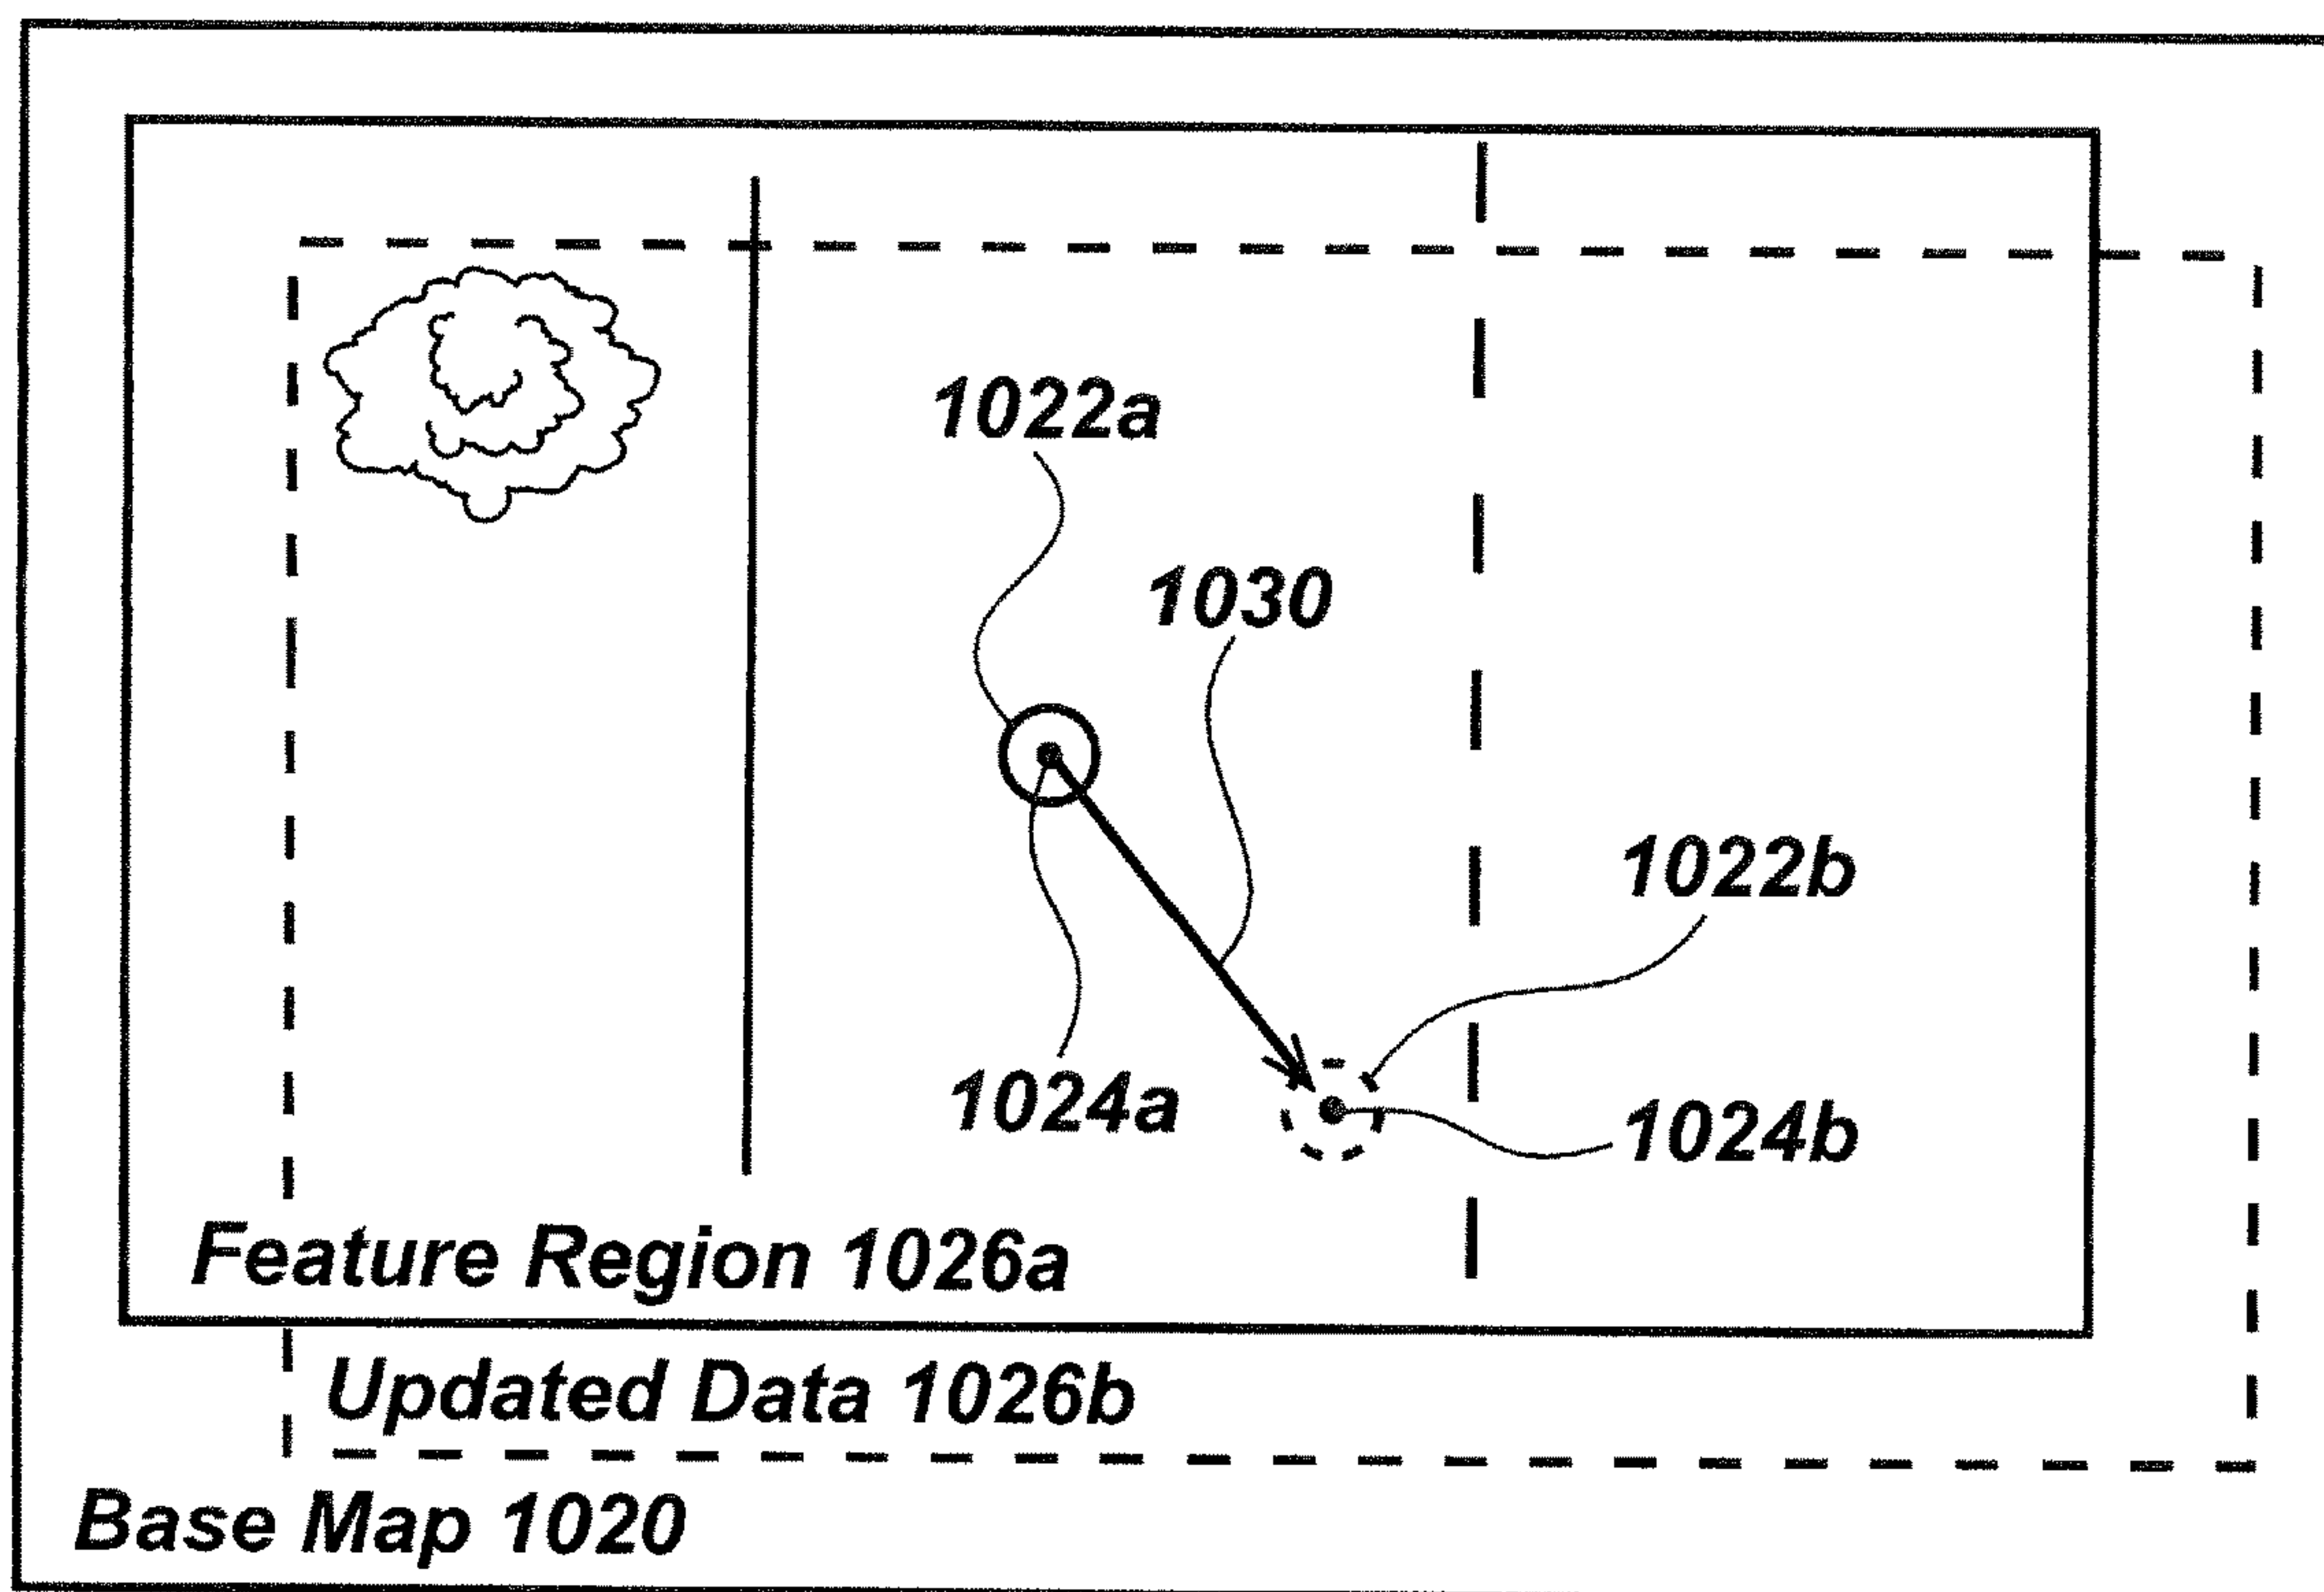 1022a
1030
1022b
1024a
1024b
Feature Region 1026a
Updated Data 1026b
Base Map 1020